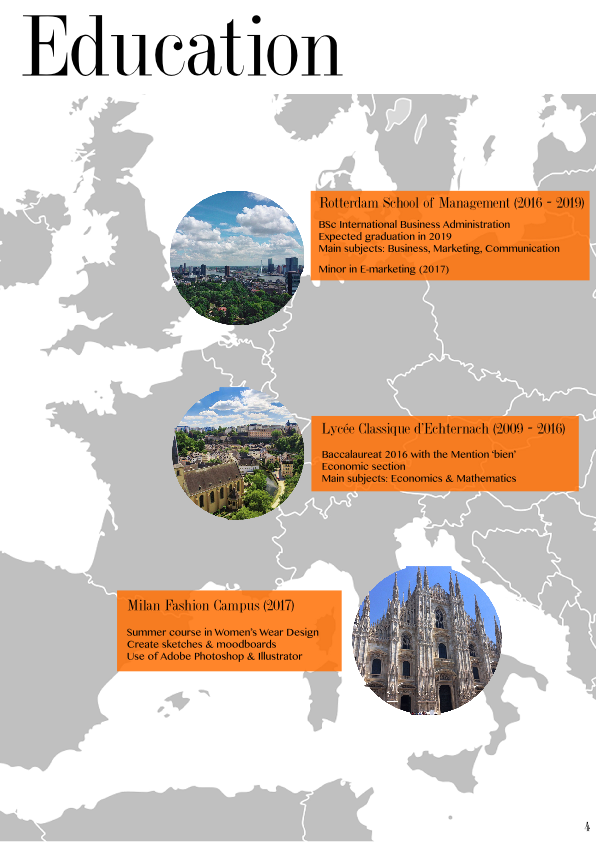 Education
Rotterdam School of Management (2016 - 2019)
BSc International Business Administration
Expected graduation in 2019
Main subjects: Business, Marketing, Communication
Minor in E-marketing (2017)
Lycée Classique d'Echternach (2009 - 2016)
Baccalaureat 2016 with the Mention 'bien'
Economic section
Main subjects: Economics & Mathematics
Milan Fashion Campus (2017)
Summer course in Women's Wear Design
Create sketches & moodboards
Use of Adobe Photoshop & Illustrator
4